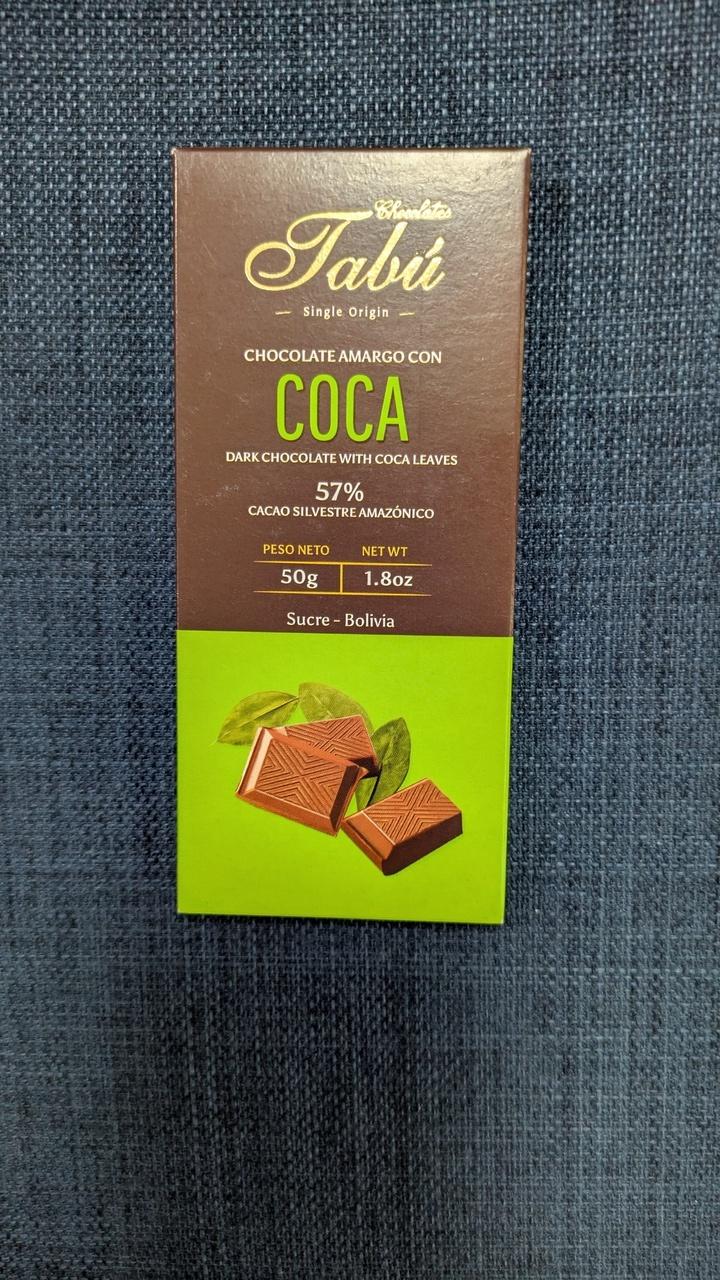 Chocolates
Tabú
Single Origin
CHOCOLATE AMARGO CON
COCA
DARK CHOCOLATE WITH COCA LEAVES
57%
CACAO SILVESTRE AMAZÓNICO
PESO NETO NET WT
50g 1.8oz
Sucre - Bolivia